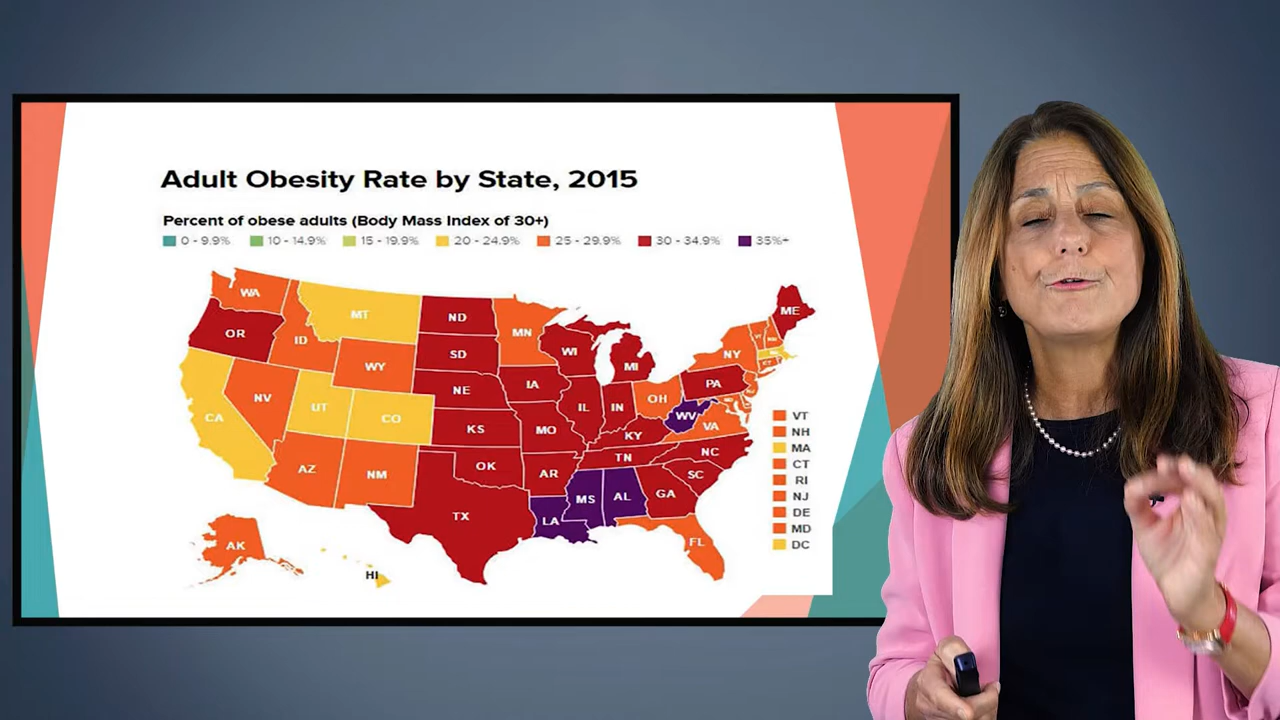 Adult Obesity Rate by State, 2015
Percent of obese adults (Body Mass Index of 30+)
0 - 9.9% 10 - 14.9% 15 - 19.9% 20 - 24.9% 25 - 29.9% 30 - 34.9% 35%+
WA
MT
ND
MN
ME
OR
ID
SD
WI
MI
NY
WY
NE
IA
PA
NV
UT
CO
IL
IN
OH
CA
KS
MO
KY
WV
VA
AZ
NM
OK
AR
TN
NC
SC
TX
LA
MS
AL
GA
FL
AK
HI
VT
NH
MA
CT
RI
NJ
DE
MD
DC